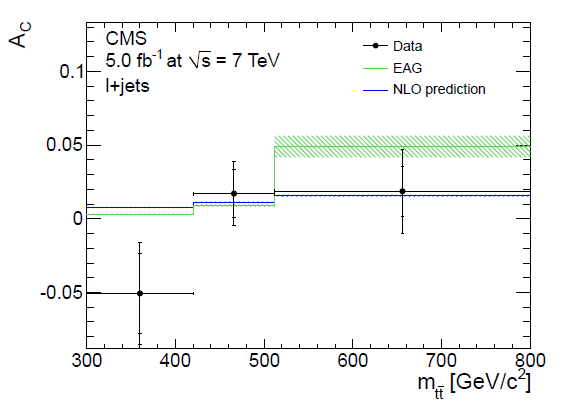 A_C
CMS
5.0 fb^-1 at √s = 7 TeV
l+jets
Data
EAG
NLO prediction
0.1
0.05
0
-0.05
300 400 500 600 700 800
m_tt̄ [GeV/c^2]